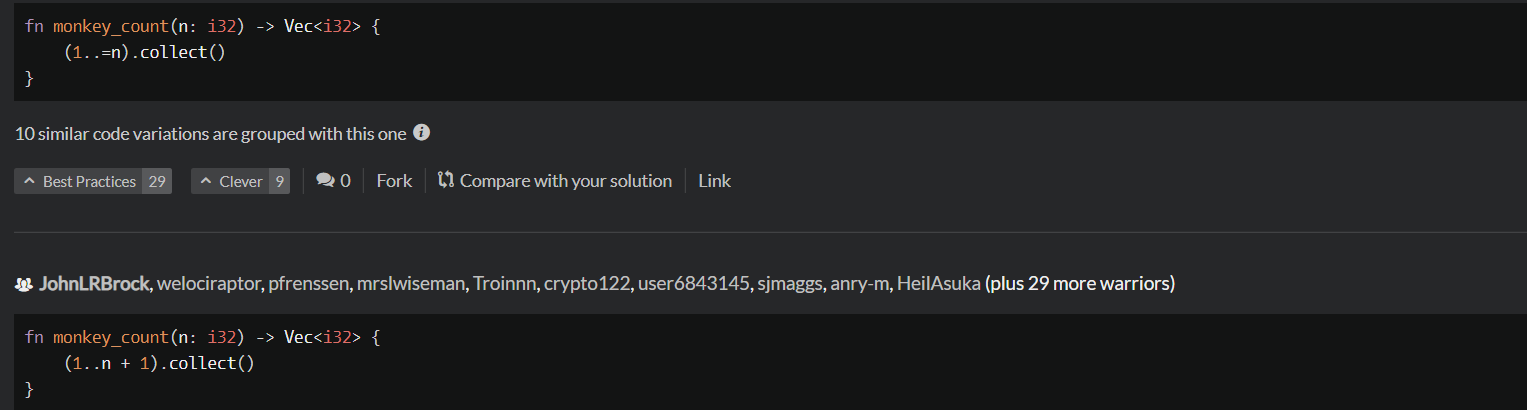 fn monkey_count(n: i32) -> Vec<i32> {
    (1..=n).collect()
}
10 similar code variations are grouped with this one
Best Practices 29 Clever 9 0 Fork Compare with your solution Link
JohnLRBrock, welociraptor, pfrenssen, mrslwiseman, Troinnn, crypto122, user6843145, sjmaggs, anry-m, HeilAsuka (plus 29 more warriors)
fn monkey_count(n: i32) -> Vec<i32> {
    (1..n + 1).collect()
}